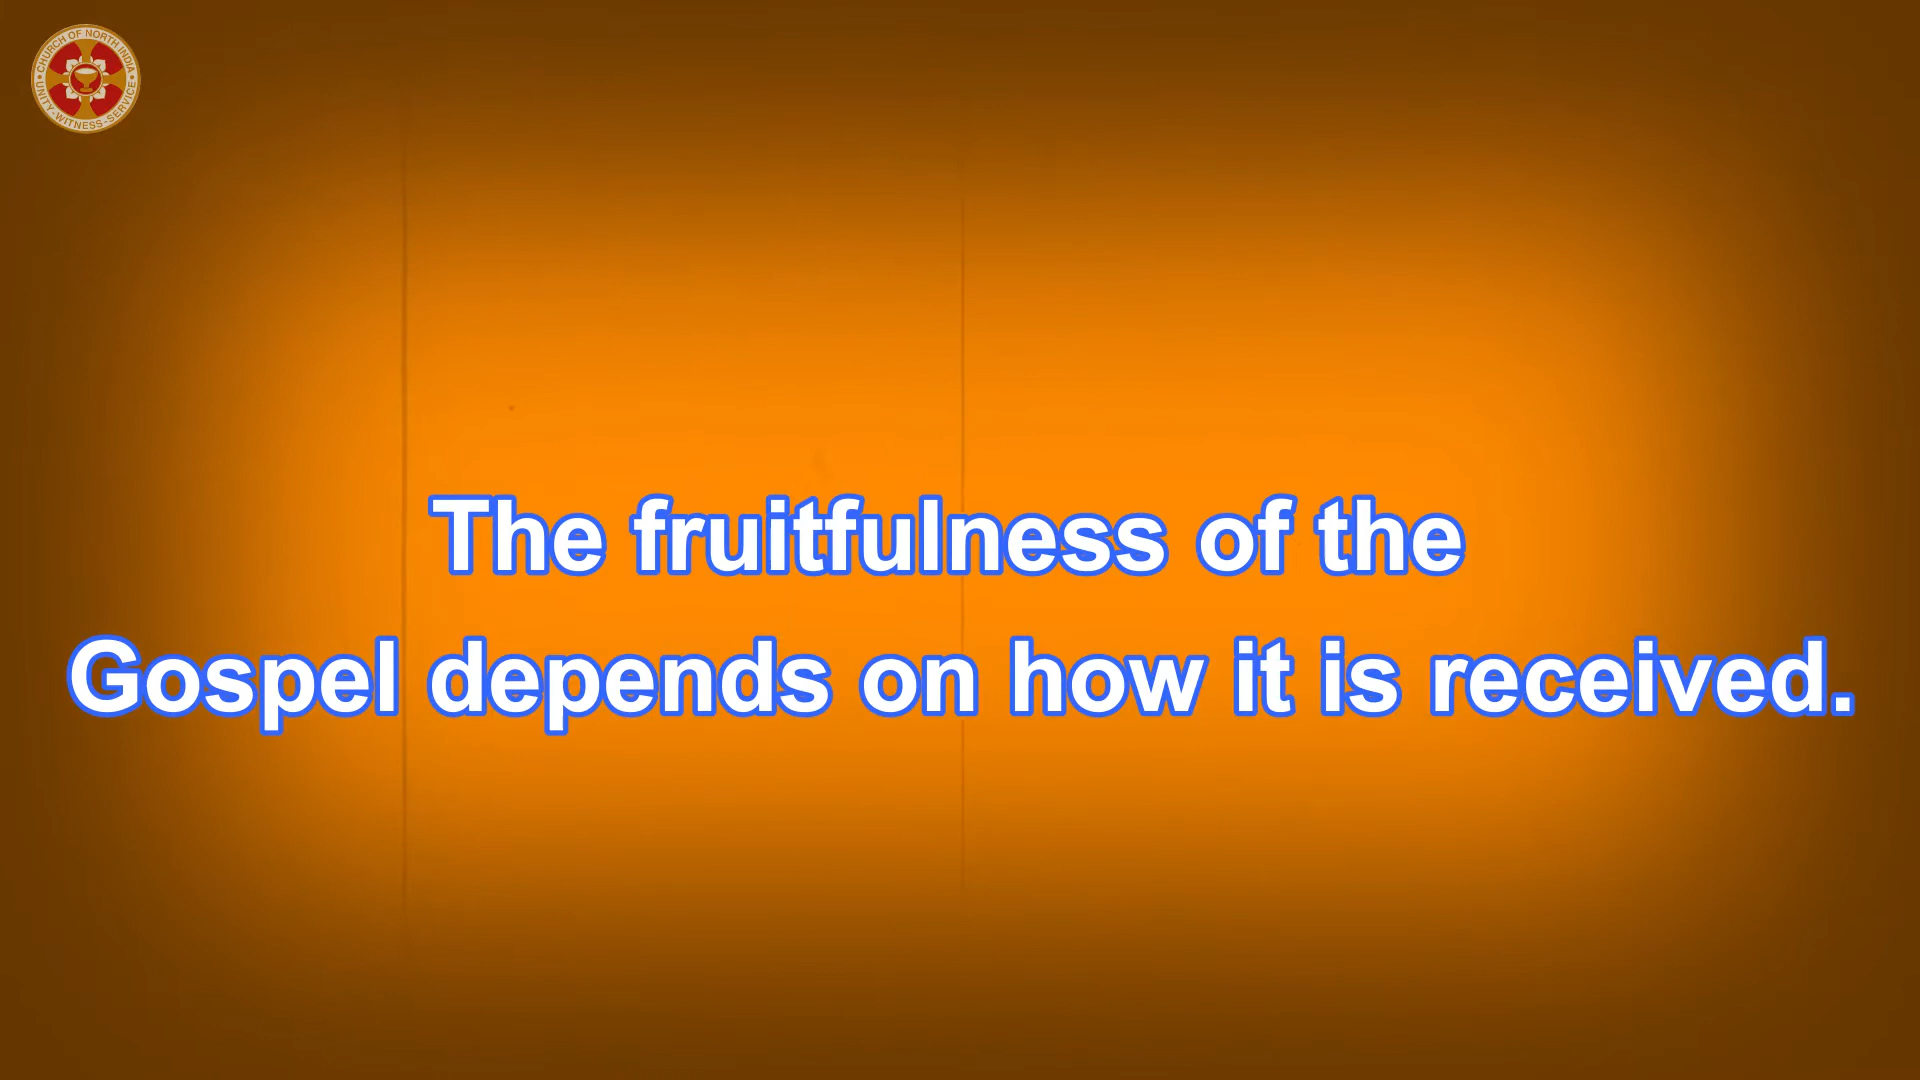 CHURCH OF NORTH INDIA
UNITY - WITNESS - SERVICE
The fruitfulness of the
Gospel depends on how it is received.